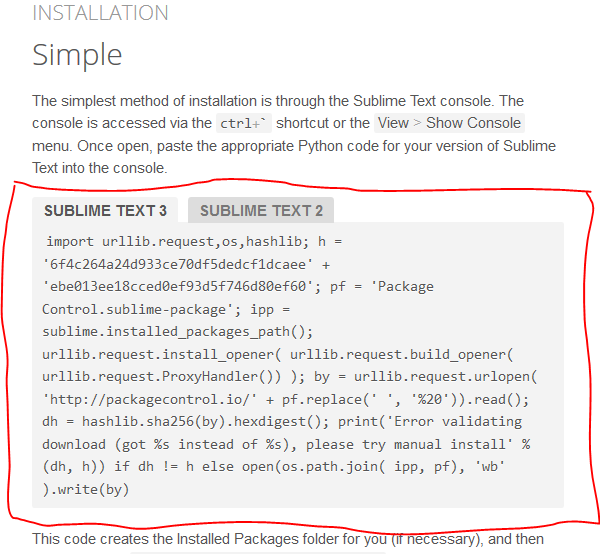 INSTALLATION
Simple
The simplest method of installation is through the Sublime Text console. The
console is accessed via the ctrl+` shortcut or the View > Show Console
menu. Once open, paste the appropriate Python code for your version of Sublime
Text into the console.
SUBLIME TEXT 3 SUBLIME TEXT 2
import urllib.request,os,hashlib; h =
'6f4c264a24d933ce70df5dedcf1dcaee' +
'ebe013ee18cced0ef93d5f746d80ef60'; pf = 'Package
Control.sublime-package'; ipp =
sublime.installed_packages_path();
urllib.request.install_opener( urllib.request.build_opener(
urllib.request.ProxyHandler()) ); by = urllib.request.urlopen(
'http://packagecontrol.io/' + pf.replace(' ', '%20')).read();
dh = hashlib.sha256(by).hexdigest(); print('Error validating
download (got %s instead of %s), please try manual install' %
(dh, h)) if dh != h else open(os.path.join( ipp, pf), 'wb'
).write(by)
This code creates the Installed Packages folder for you (if necessary), and then